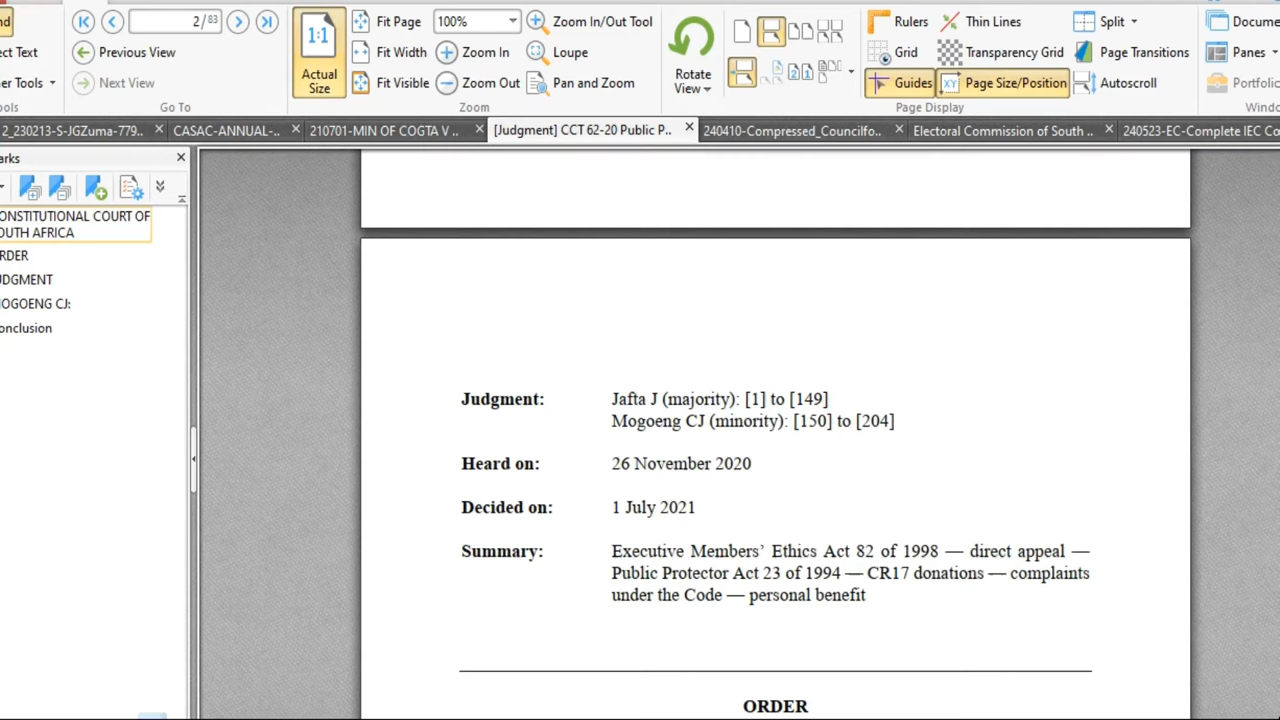 nd
2 / 83
1:1
Fit Page
100%
Zoom In/Out Tool
Rulers
Thin Lines
Split
Docume
ect Text
Previous View
Fit Width
Zoom In
Loupe
Grid
Transparency Grid
Page Transitions
Panes
er Tools
Next View
Actual Size
Fit Visible
Zoom Out
Pan and Zoom
Rotate View
Guides
Page Size/Position
Autoscroll
Portfolio
ols
Go To
Zoom
Page Display
Windo
2_230213-S-JGZuma-779..
CASAC-ANNUAL-..
210701-MIN OF COGTA V ..
[Judgment] CCT 62-20 Public P..
240410-Compressed_Councilfo..
Electoral Commission of South ..
240523-EC-Complete IEC Co
arks
ONSTITUTIONAL COURT OF
OUTH AFRICA
RDER
UDGMENT
OGOENG CJ:
onclusion
Judgment: Jafta J (majority): [1] to [149]
Mogoeng CJ (minority): [150] to [204]
Heard on: 26 November 2020
Decided on: 1 July 2021
Summary: Executive Members’ Ethics Act 82 of 1998 — direct appeal —
Public Protector Act 23 of 1994 — CR17 donations — complaints
under the Code — personal benefit
ORDER